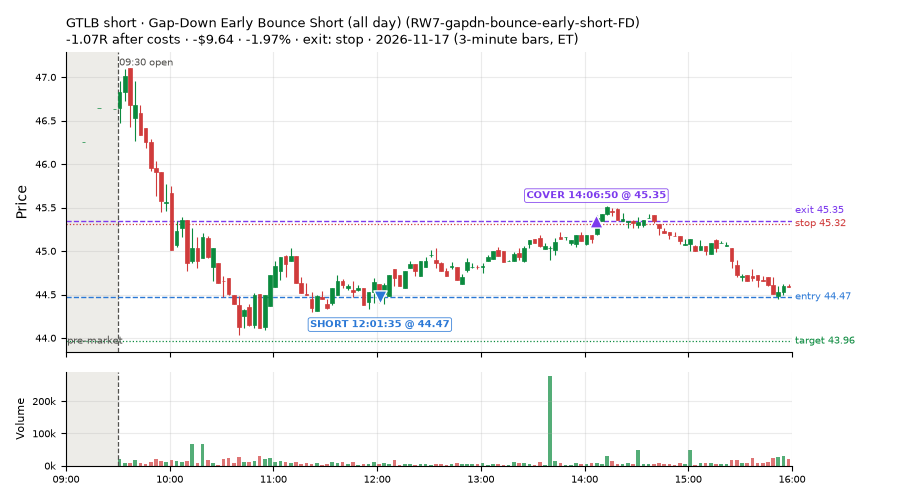 GTLB short · Gap-Down Early Bounce Short (all day) (RW7-gapdn-bounce-early-short-FD)
-1.07R after costs · -$9.64 · -1.97% · exit: stop · 2026-11-17 (3-minute bars, ET)
09:30 open
47.0
46.5
46.0
45.5
45.0
44.5
44.0
Price
COVER 14:06:50 @ 45.35
SHORT 12:01:35 @ 44.47
exit 45.35
stop 45.32
entry 44.47
target 43.96
pre-market
Volume
200k
100k
0k
09:00 10:00 11:00 12:00 13:00 14:00 15:00 16:00